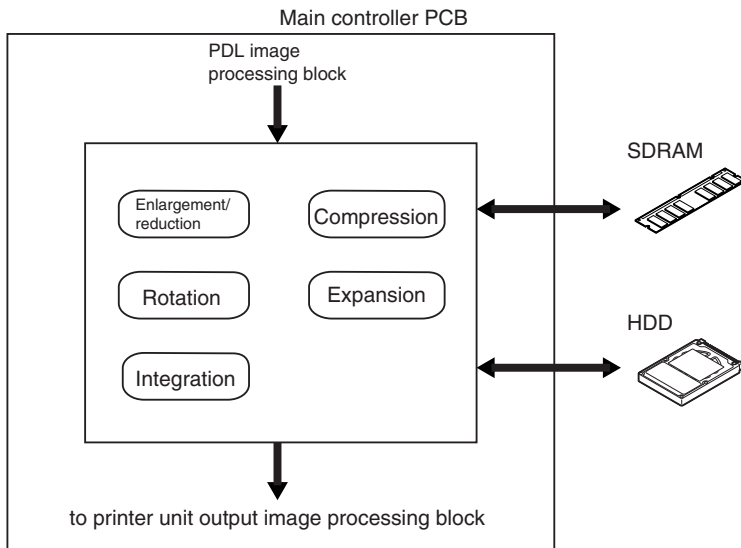 Main controller PCB
PDL image
processing block
SDRAM
Enlargement/
reduction
Compression
Rotation
Expansion
HDD
Integration
to printer unit output image processing block